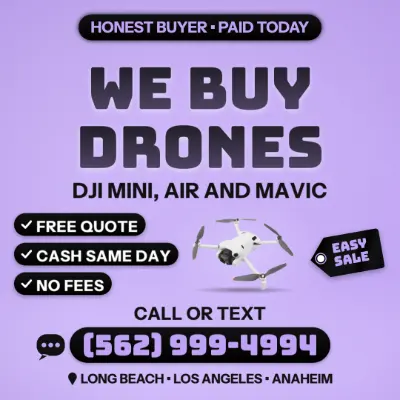 HONEST BUYER • PAID TODAY
WE BUY
DRONES
DJI MINI, AIR AND MAVIC
FREE QUOTE
CASH SAME DAY
NO FEES
EASY
SALE
CALL OR TEXT
(562) 999-4994
LONG BEACH • LOS ANGELES • ANAHEIM